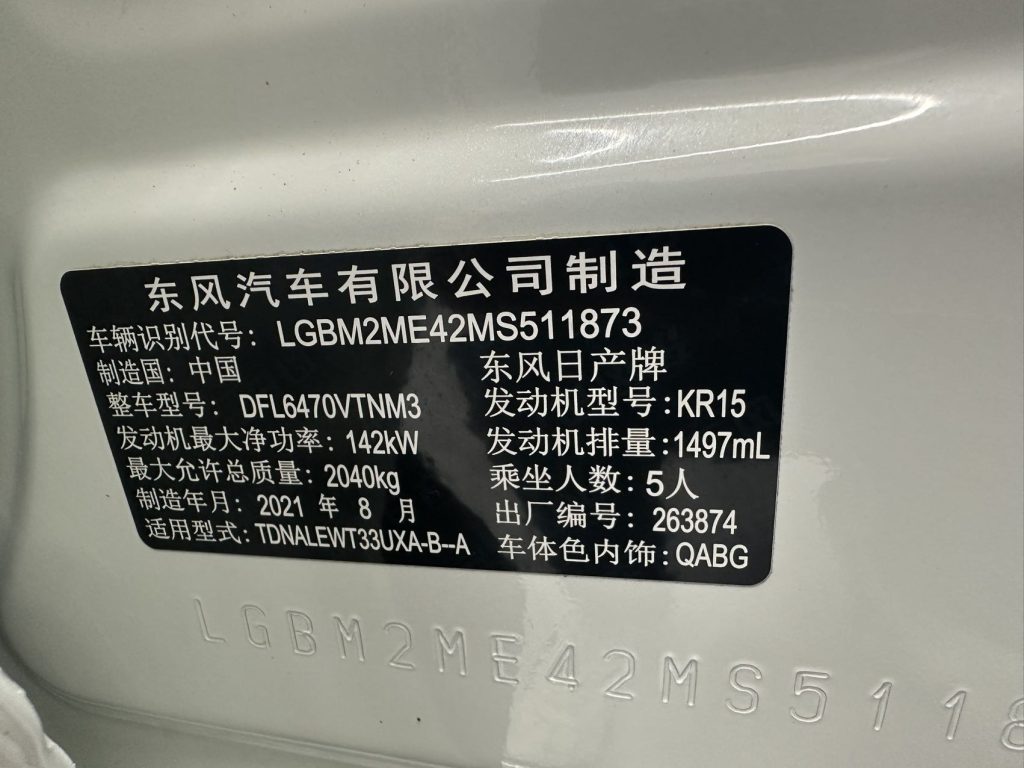 东风汽车有限公司制造
车辆识别代号: LGBM2ME42MS511873
制造国: 中国 东风日产牌
整车型号: DFL6470VTNM3 发动机型号:KR15
发动机最大净功率: 142kW 发动机排量:1497mL
最大允许总质量: 2040kg 乘坐人数:5人
制造年月: 2021 年 8 月 出厂编号: 263874
适用型式:TDNALEWT33UXA-B--A 车体色内饰:QABG
LGBM2ME42MS5118